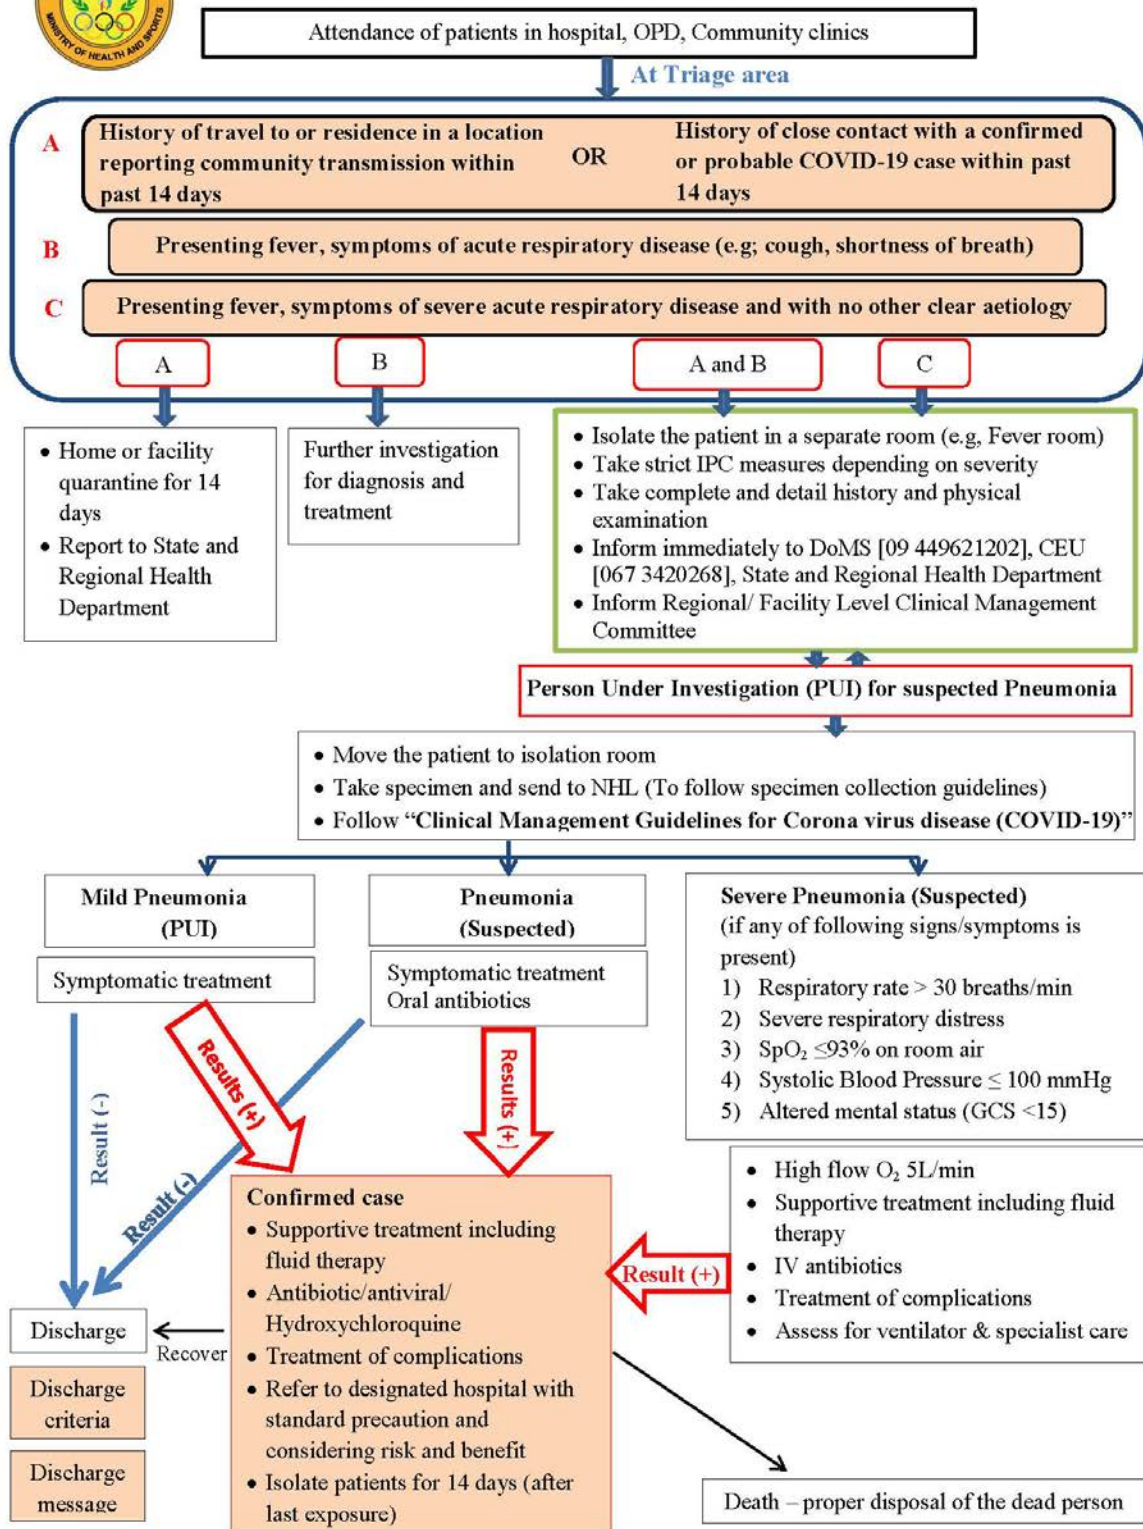 MINISTRY OF HEALTH AND SPORTS
Attendance of patients in hospital, OPD, Community clinics
At Triage area
A
History of travel to or residence in a location
reporting community transmission within
past 14 days
OR
History of close contact with a confirmed
or probable COVID-19 case within past
14 days
B
Presenting fever, symptoms of acute respiratory disease (e.g; cough, shortness of breath)
C
Presenting fever, symptoms of severe acute respiratory disease and with no other clear aetiology
A
B
A and B
C
• Home or facility
quarantine for 14
days
• Report to State and
Regional Health
Department
Further investigation
for diagnosis and
treatment
• Isolate the patient in a separate room (e.g, Fever room)
• Take strict IPC measures depending on severity
• Take complete and detail history and physical
examination
• Inform immediately to DoMS [09 449621202], CEU
[067 3420268], State and Regional Health Department
• Inform Regional/ Facility Level Clinical Management
Committee
Person Under Investigation (PUI) for suspected Pneumonia
• Move the patient to isolation room
• Take specimen and send to NHL (To follow specimen collection guidelines)
• Follow “Clinical Management Guidelines for Corona virus disease (COVID-19)”
Mild Pneumonia
(PUI)
Symptomatic treatment
Pneumonia
(Suspected)
Symptomatic treatment
Oral antibiotics
Severe Pneumonia (Suspected)
(if any of following signs/symptoms is
present)
1) Respiratory rate > 30 breaths/min
2) Severe respiratory distress
3) SpO₂ ≤93% on room air
4) Systolic Blood Pressure ≤ 100 mmHg
5) Altered mental status (GCS <15)
Results (+)
Results (+)
Result (-)
Result (-)
• High flow O₂ 5L/min
• Supportive treatment including fluid
therapy
• IV antibiotics
• Treatment of complications
• Assess for ventilator & specialist care
Result (+)
Confirmed case
• Supportive treatment including
fluid therapy
• Antibiotic/antiviral/
Hydroxychloroquine
• Treatment of complications
• Refer to designated hospital with
standard precaution and
considering risk and benefit
• Isolate patients for 14 days (after
last exposure)
Discharge
Recover
Discharge
criteria
Discharge
message
Death – proper disposal of the dead person